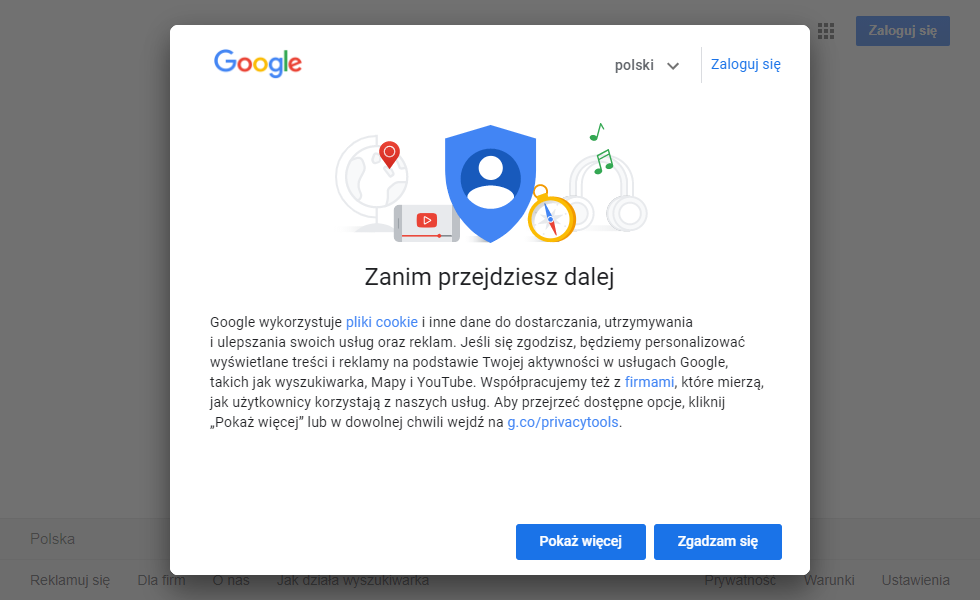 Zaloguj się
Google
polski
Zaloguj się
Zanim przejdziesz dalej
Google wykorzystuje pliki cookie i inne dane do dostarczania, utrzymywania
i ulepszania swoich usług oraz reklam. Jeśli się zgodzisz, będziemy personalizować
wyświetlane treści i reklamy na podstawie Twojej aktywności w usługach Google,
takich jak wyszukiwarka, Mapy i YouTube. Współpracujemy też z firmami, które mierzą,
jak użytkownicy korzystają z naszych usług. Aby przejrzeć dostępne opcje, kliknij
„Pokaż więcej” lub w dowolnej chwili wejdź na g.co/privacytools.
Pokaż więcej Zgadzam się
Polska
Reklamuj się Dla firm O nas Jak działa wyszukiwarka Prywatność Warunki Ustawienia